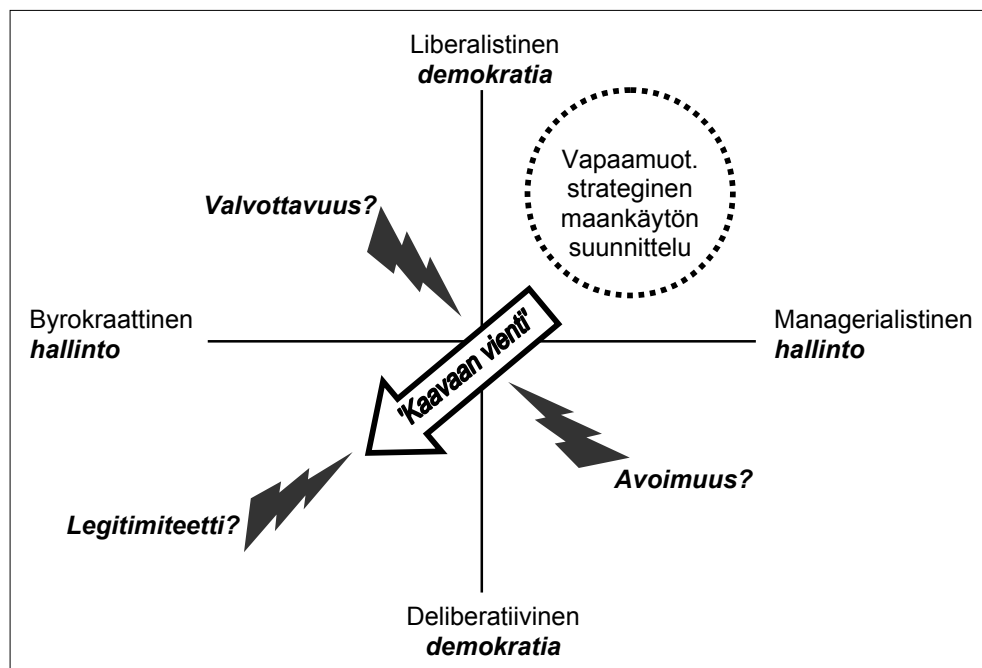 Liberalistinen
demokratia
Vapaamuot.
strateginen
maankäytön
suunnittelu
Valvottavuus?
Byrokraattinen
hallinto
Managerialistinen
hallinto
"Kaavaan vienti"
Avoimuus?
Legitimiteetti?
Deliberatiivinen
demokratia